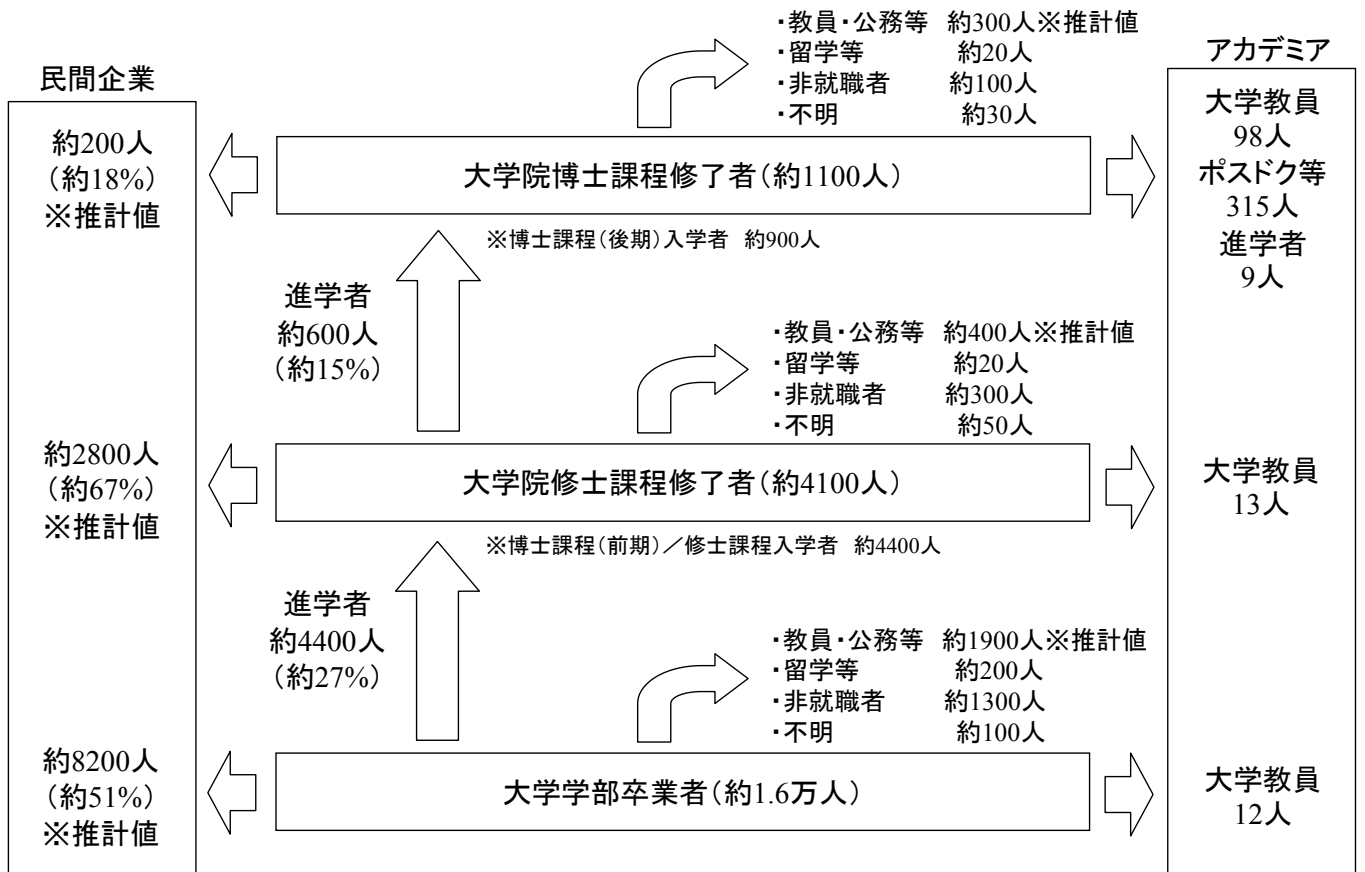 ・教員・公務等 約300人※推計値
・留学等 約20人
・非就職者 約100人
・不明 約30人
民間企業
アカデミア
約200人
（約18%）
※推計値
大学院博士課程修了者（約1100人）
大学教員
98人
ポスドク等
315人
進学者
9人
※博士課程（後期）入学者 約900人
進学者
約600人
（約15%）
・教員・公務等 約400人※推計値
・留学等 約20人
・非就職者 約300人
・不明 約50人
約2800人
（約67%）
※推計値
大学院修士課程修了者（約4100人）
大学教員
13人
※博士課程（前期）／修士課程入学者 約4400人
進学者
約4400人
（約27%）
・教員・公務等 約1900人※推計値
・留学等 約200人
・非就職者 約1300人
・不明 約100人
約8200人
（約51%）
※推計値
大学学部卒業者（約1.6万人）
大学教員
12人